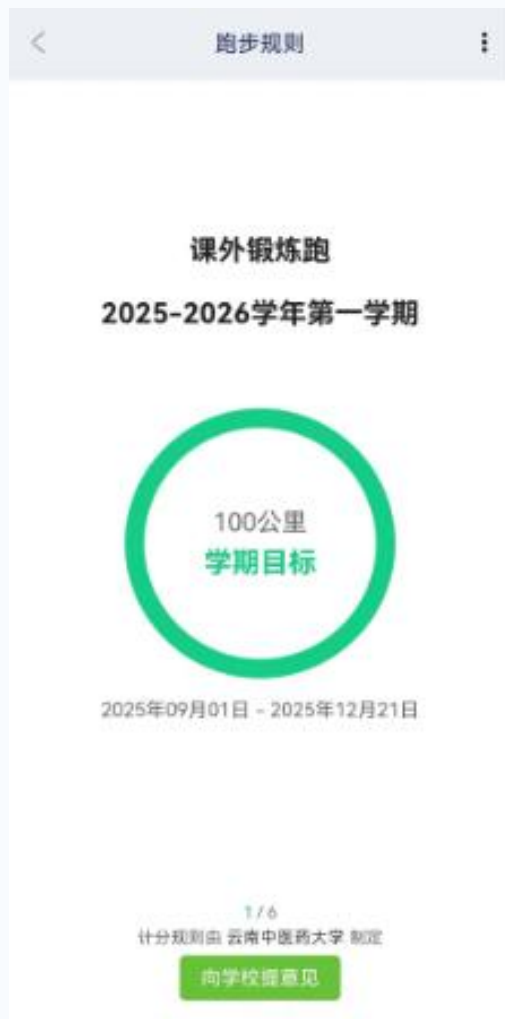 跑步规则
课外锻炼跑
2025-2026学年第一学期
100公里
学期目标
2025年09月01日 - 2025年12月21日
1 / 6
计分规则由 云南中医药大学 制定
向学校提意见